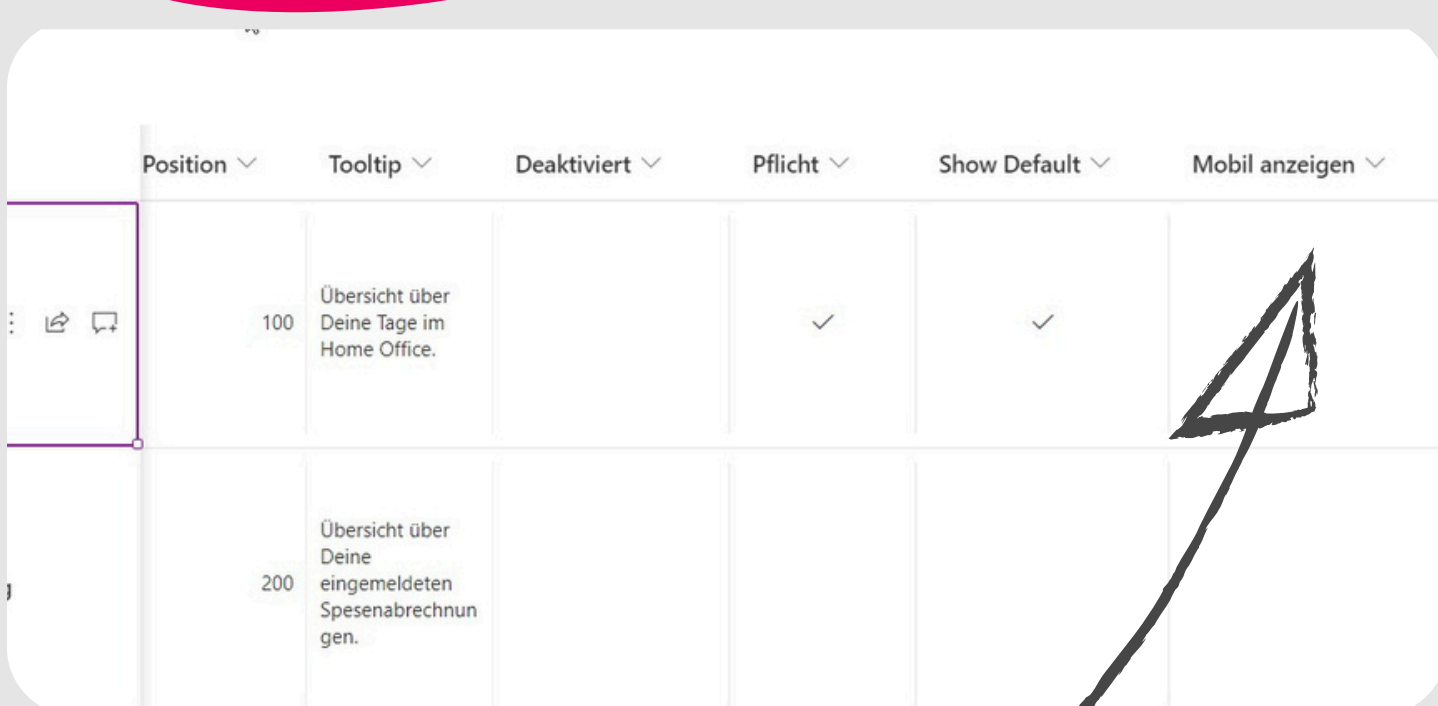 Position
Tooltip
Deaktiviert
Pflicht
Show Default
Mobil anzeigen
100
Übersicht über
Deine Tage im
Home Office.
200
Übersicht über
Deine
eingemeldeten
Spesenabrechnun
gen.